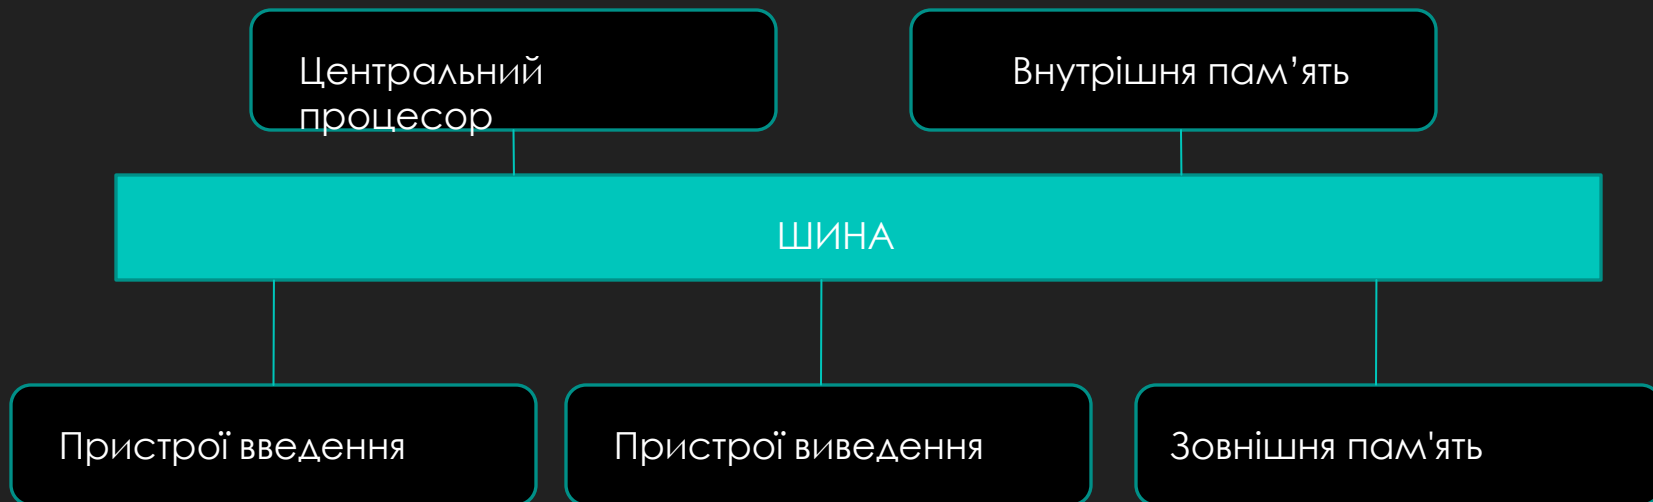 Центральний
процесор
Внутрішня пам’ять
ШИНА
Пристрої введення
Пристрої виведення
Зовнішня пам'ять